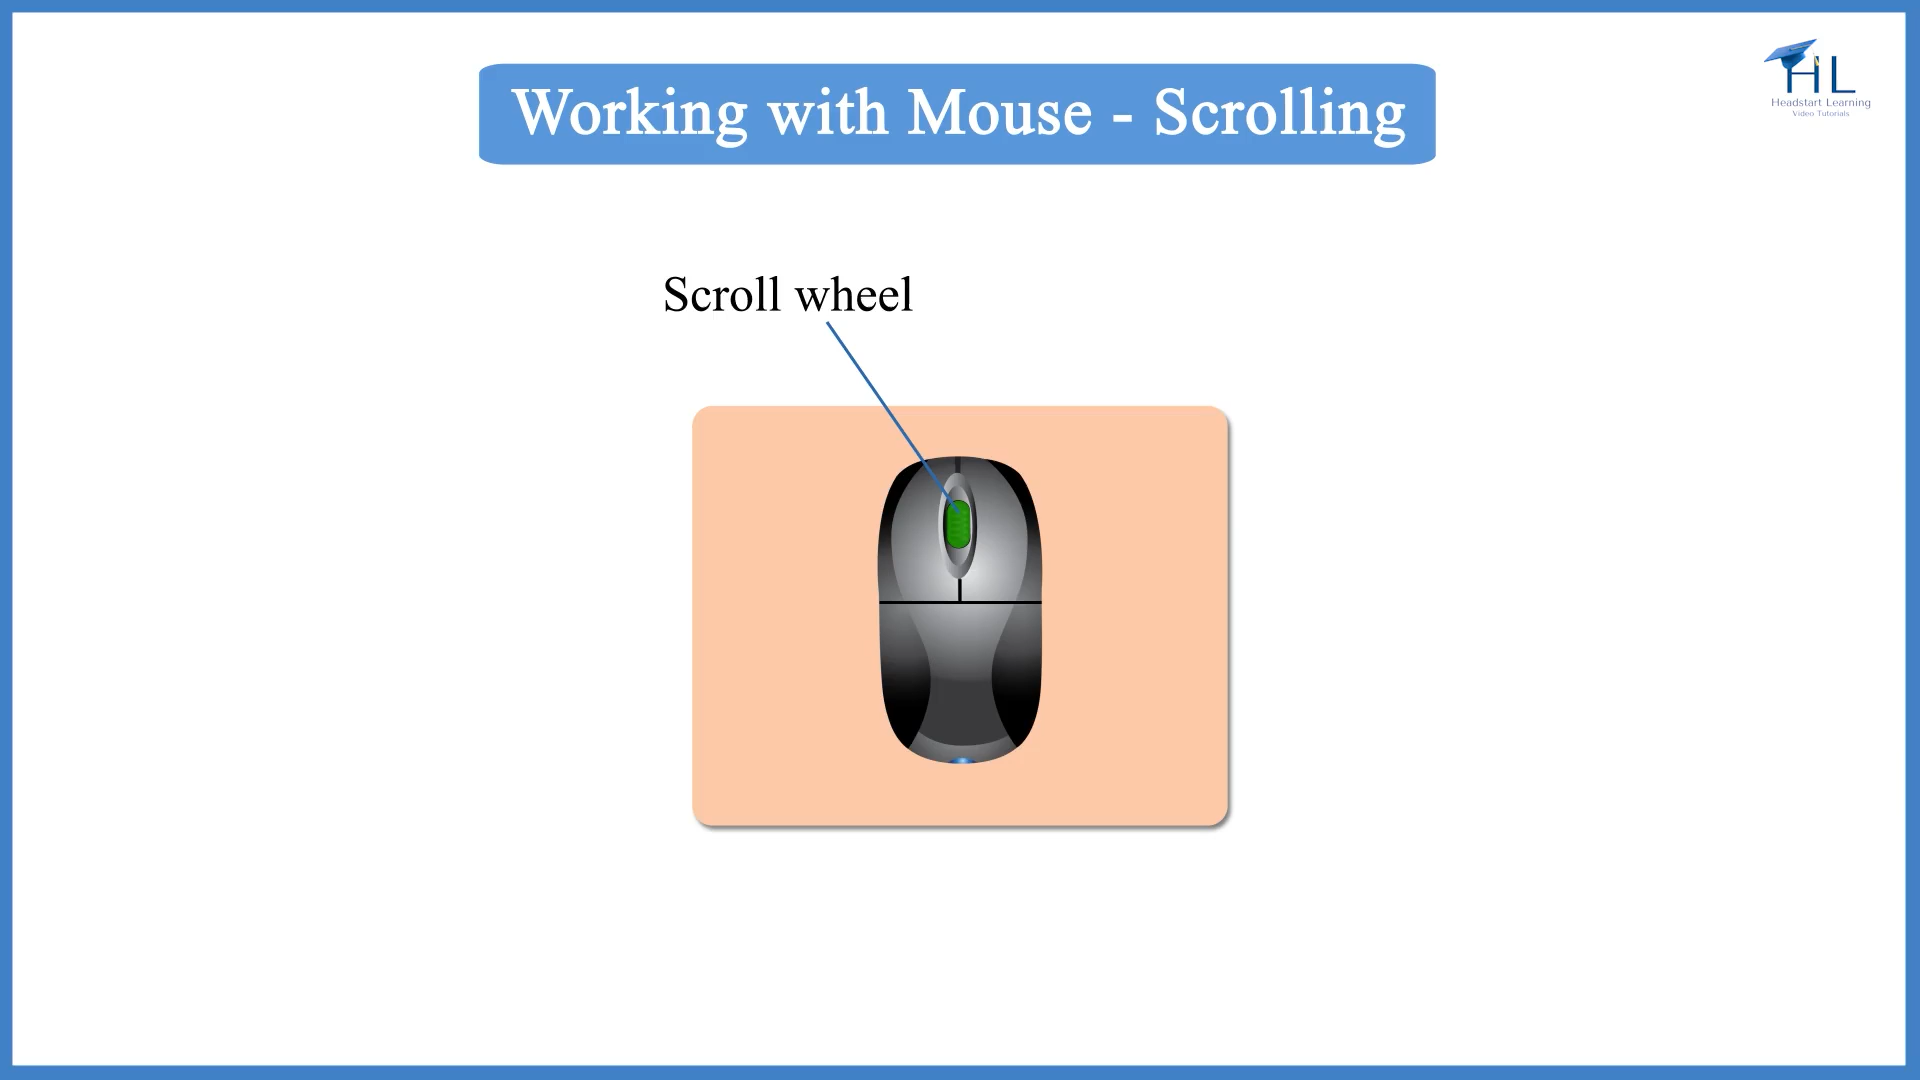 Working with Mouse - Scrolling
HL
Headstart Learning
Video Tutorials
Scroll wheel